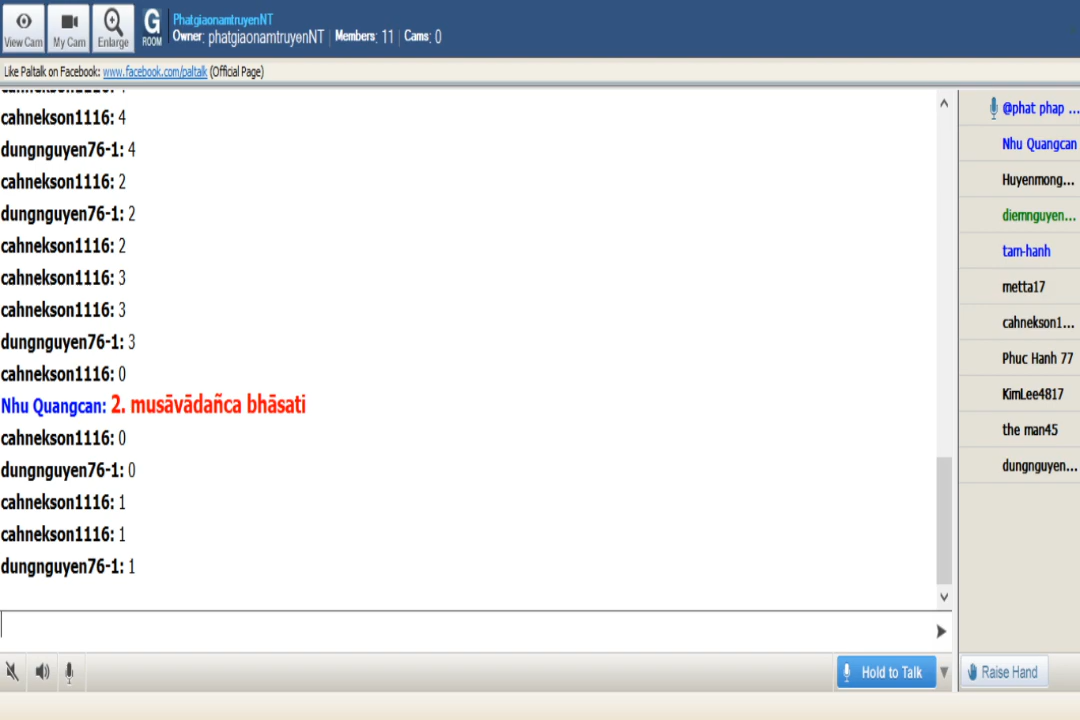 PhatgiaonamtruyenNT
Owner: phatgiaonamtruyenNT | Members: 11 | Cams: 0
View Cam
My Cam
Enlarge
G
ROOM
Like Paltalk on Facebook: www.facebook.com/paltalk (Official Page)
cahnekson1116: 4
dungnguyen76-1: 4
cahnekson1116: 2
dungnguyen76-1: 2
cahnekson1116: 2
cahnekson1116: 3
cahnekson1116: 3
dungnguyen76-1: 3
cahnekson1116: 0
Nhu Quangcan: 2. musāvādañca bhāsati
cahnekson1116: 0
dungnguyen76-1: 0
cahnekson1116: 1
cahnekson1116: 1
dungnguyen76-1: 1
@phat phap ...
Nhu Quangcan
Huyenmong...
diemnguyen...
tam-hanh
metta17
cahnekson1...
Phuc Hanh 77
KimLee4817
the man45
dungnguyen...
Hold to Talk
Raise Hand